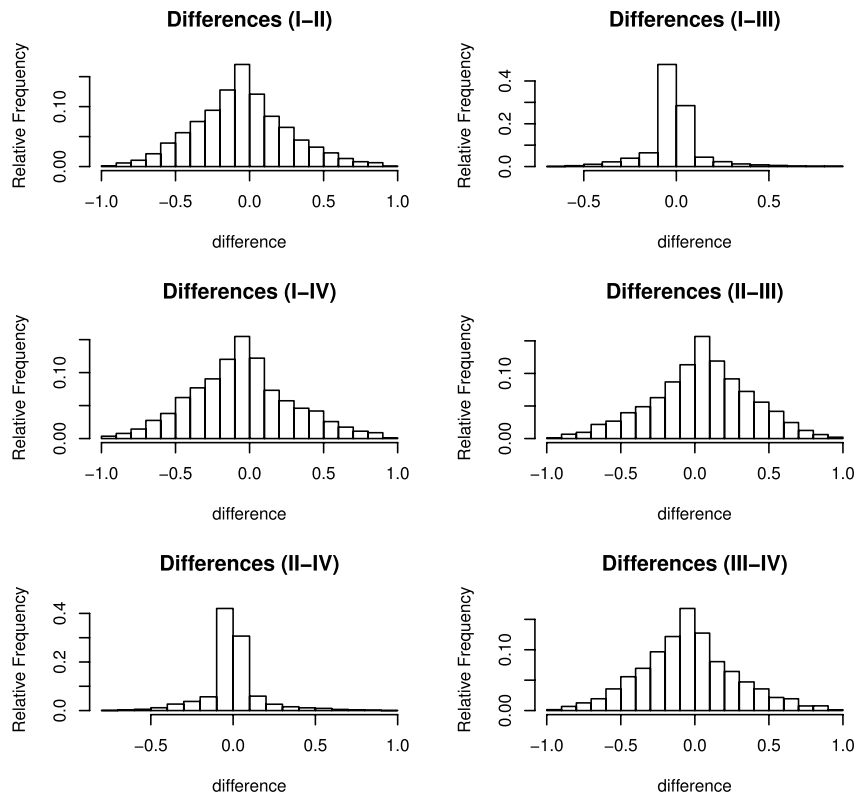 Differences (I−II)
Relative Frequency
0.00 0.10
−1.0 −0.5 0.0 0.5 1.0
difference
Differences (I−III)
Relative Frequency
0.0 0.2 0.4
−0.5 0.0 0.5
difference
Differences (I−IV)
Relative Frequency
0.00 0.10
−1.0 −0.5 0.0 0.5 1.0
difference
Differences (II−III)
Relative Frequency
0.00 0.10
−1.0 −0.5 0.0 0.5 1.0
difference
Differences (II−IV)
Relative Frequency
0.0 0.2 0.4
−0.5 0.0 0.5 1.0
difference
Differences (III−IV)
Relative Frequency
0.00 0.10
−1.0 −0.5 0.0 0.5 1.0
difference